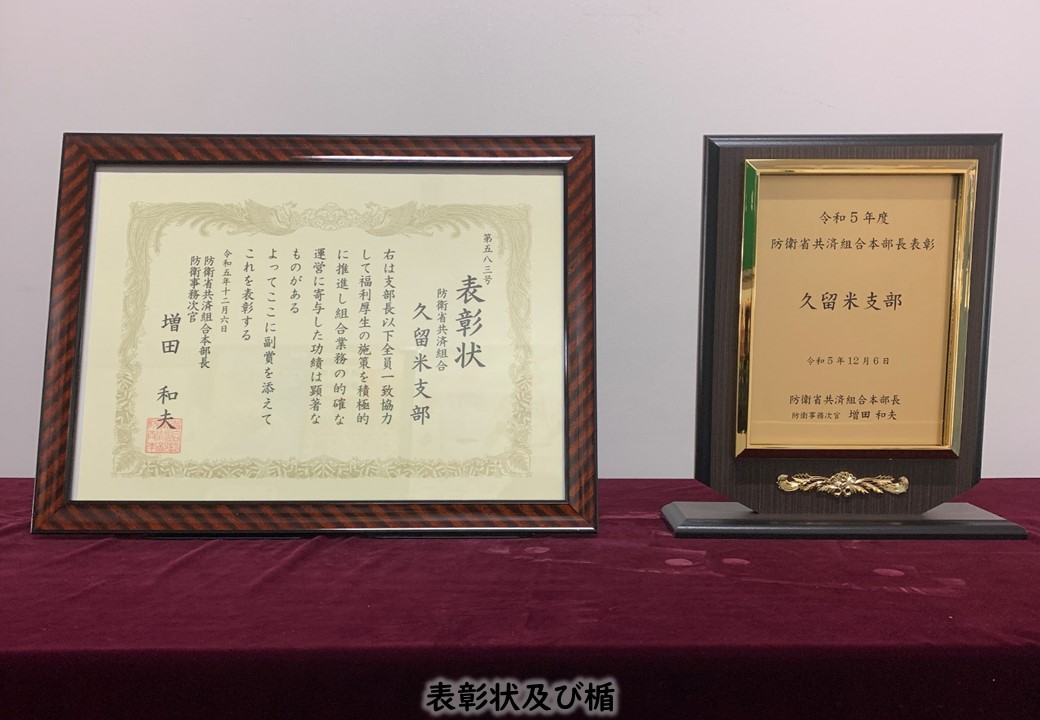 第五八三号
表彰状
防衛省共済組合
久留米支部
右は支部長以下全員一致協力
して福利厚生の施策を積極的
に推進し組合業務の的確な
運営に寄与した功績は顕著な
ものがある
よってここに副賞を添えて
これを表彰する
令和五年十二月六日
防衛省共済組合本部長
防衛事務次官
増田 和夫
令和5年度
防衛省共済組合本部長表彰
久留米支部
令和5年12月6日
防衛省共済組合本部長
防衛事務次官 増田 和夫
表彰状及び楯